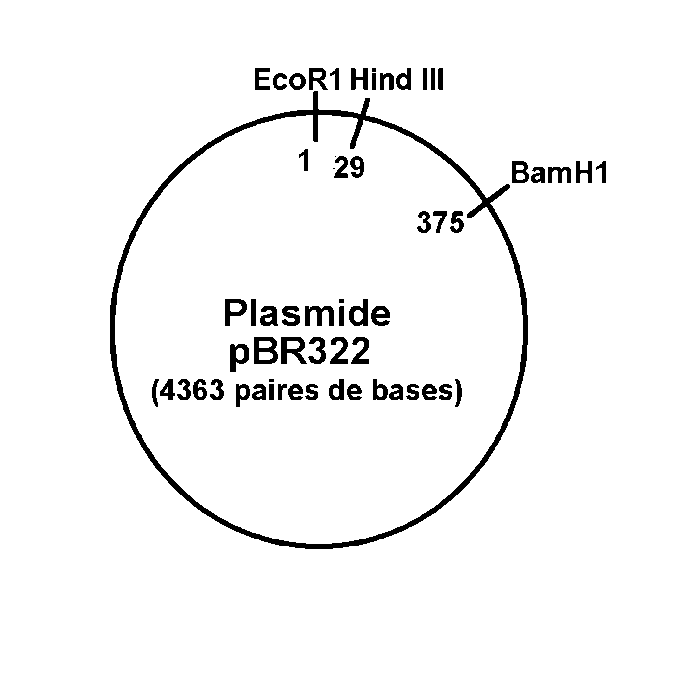 EcoR1 Hind III
1 29
BamH1
375
Plasmide
pBR322
(4363 paires de bases)